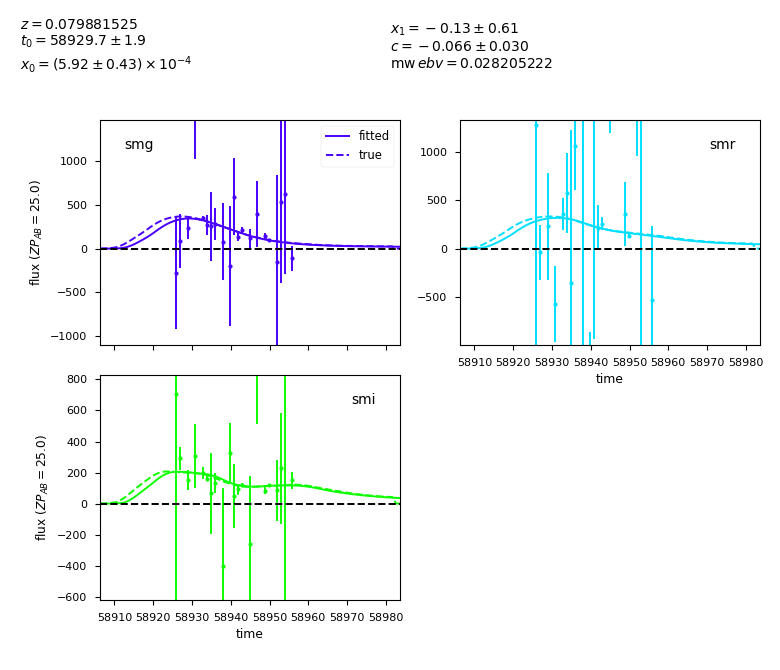 z = 0.079881525
t₀ = 58929.7 ± 1.9
x₀ = (5.92 ± 0.43) × 10⁻⁴
x₁ = −0.13 ± 0.61
c = −0.066 ± 0.030
mw ebv = 0.028205222
smg
fitted
true
1000
500
0
−500
−1000
flux (ZP_AB = 25.0)
smr
1000
500
0
−500
58910 58920 58930 58940 58950 58960 58970 58980
time
smi
800
600
400
200
0
−200
−400
−600
flux (ZP_AB = 25.0)
58910 58920 58930 58940 58950 58960 58970 58980
time